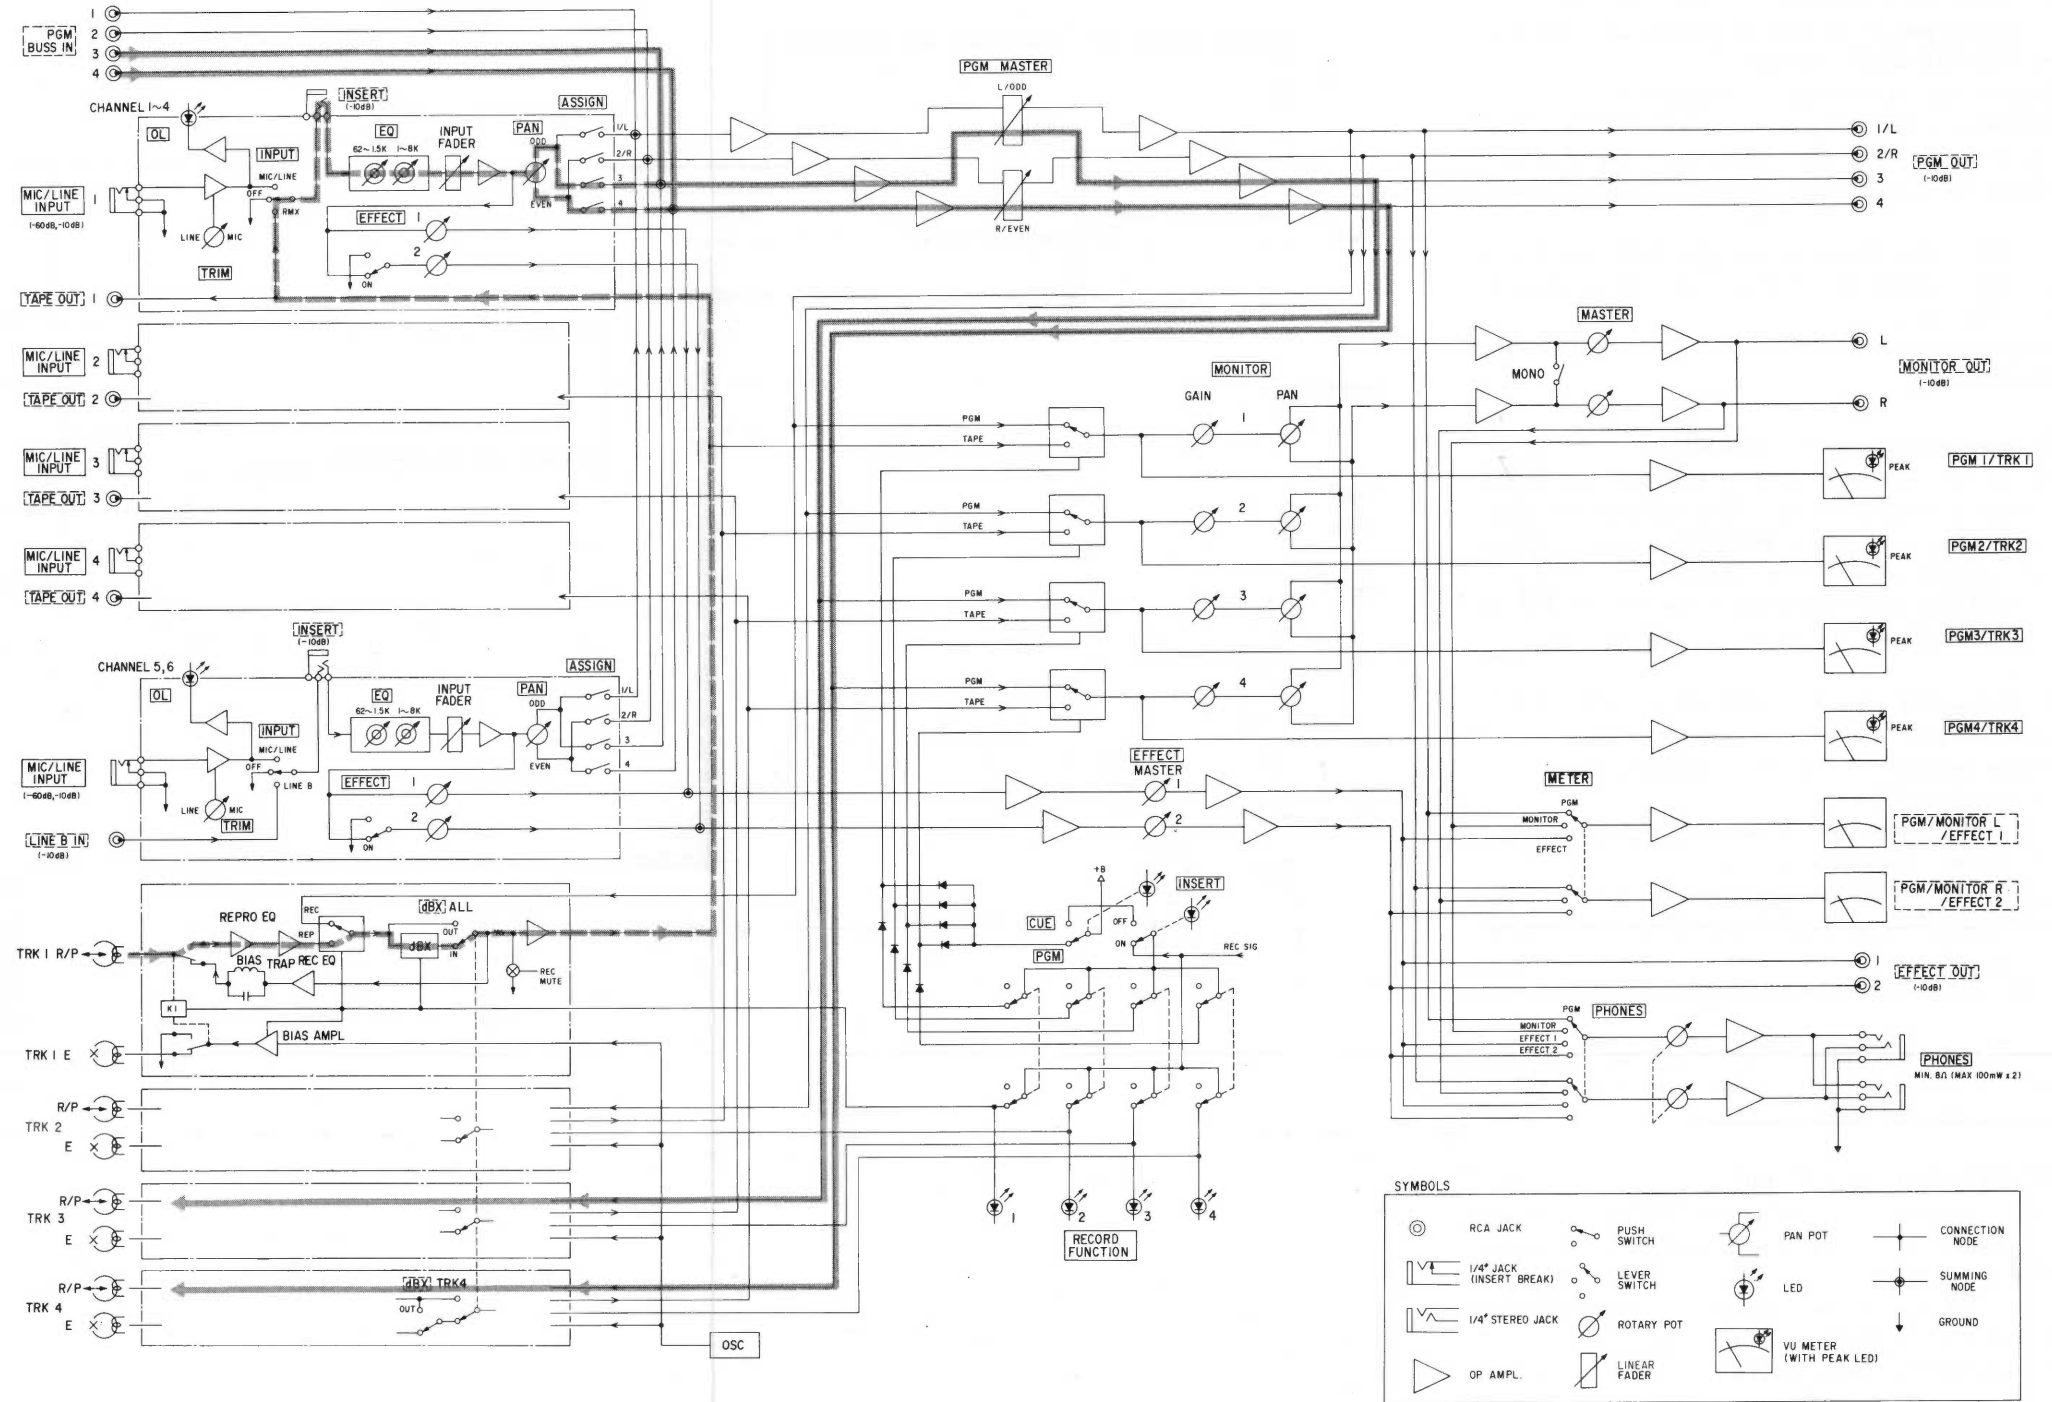 1
PGM BUSS IN
2
3
4
CHANNEL 1~4
INSERT
(-10dB)
ASSIGN
OL
INPUT
EQ
62~1.5K 1~8K
INPUT FADER
PAN
ODD
EVEN
1/L
2/R
3
4
MIC/LINE
OFF
RMX
MIC/LINE INPUT 1
(-60dB,-10dB)
LINE MIC
TRIM
EFFECT 1
2
ON
TAPE OUT 1
MIC/LINE INPUT 2
TAPE OUT 2
MIC/LINE INPUT 3
TAPE OUT 3
MIC/LINE INPUT 4
TAPE OUT 4
PGM MASTER
L/ODD
R/EVEN
1/L
2/R
3
4
PGM OUT
(-10dB)
MASTER
MONO
L
R
MONITOR OUT
(-10dB)
MONITOR
GAIN
PAN
PGM
TAPE
1
PGM
TAPE
2
PGM
TAPE
3
PGM
TAPE
4
PEAK
PGM 1/TRK 1
PEAK
PGM2/TRK2
PEAK
PGM3/TRK3
PEAK
PGM4/TRK4
INSERT
(-10dB)
CHANNEL 5,6
ASSIGN
OL
INPUT
EQ
62~1.5K 1~8K
INPUT FADER
PAN
ODD
EVEN
1/L
2/R
3
4
MIC/LINE
OFF
LINE B
MIC/LINE INPUT
(-60dB,-10dB)
LINE MIC
TRIM
EFFECT 1
2
ON
LINE B IN
(-10dB)
EFFECT
MASTER
1
2
METER
PGM
MONITOR
EFFECT
PGM/MONITOR L
/EFFECT 1
PGM/MONITOR R
/EFFECT 2
1
2
EFFECT OUT
(-10dB)
REPRO EQ
REC
REP
dBX ALL
OUT
dBX
IN
TRK 1 R/P
BIAS TRAP
REC EQ
REC MUTE
K1
BIAS AMPL
TRK 1 E
R/P
TRK 2
E
R/P
TRK 3
E
R/P
TRK 4
E
dBX TRK4
OUT
OSC
+B
INSERT
CUE
OFF
ON
REC SIG
PGM
1
2
3
4
RECORD FUNCTION
PGM
PHONES
MONITOR
EFFECT 1
EFFECT 2
PHONES
MIN. 8Ω (MAX 100mW x 2)
SYMBOLS
RCA JACK
PUSH SWITCH
PAN POT
CONNECTION NODE
1/4" JACK
(INSERT BREAK)
LEVER SWITCH
LED
SUMMING NODE
1/4" STEREO JACK
ROTARY POT
VU METER
(WITH PEAK LED)
GROUND
OP AMPL.
LINEAR FADER